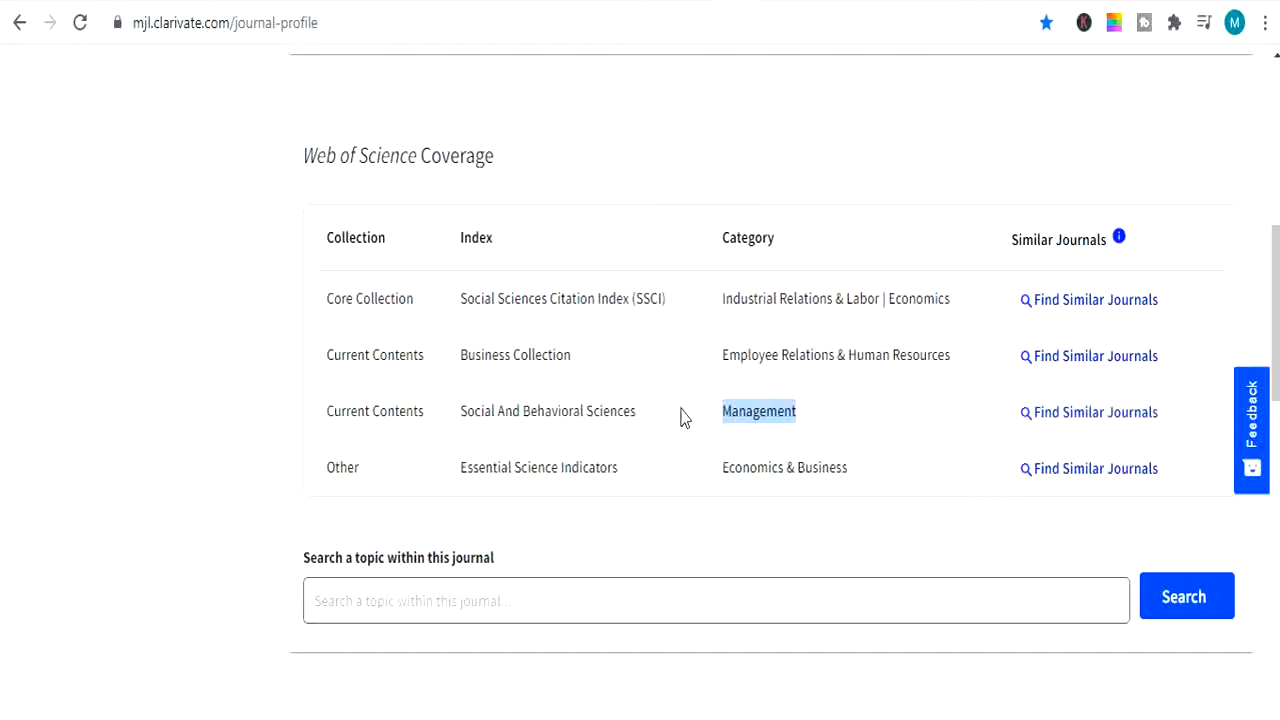 mjl.clarivate.com/journal-profile
M
Web of Science Coverage
Collection Index Category Similar Journals
Core Collection Social Sciences Citation Index (SSCI) Industrial Relations & Labor | Economics Find Similar Journals
Current Contents Business Collection Employee Relations & Human Resources Find Similar Journals
Current Contents Social And Behavioral Sciences Management Find Similar Journals
Other Essential Science Indicators Economics & Business Find Similar Journals
Feedback
Search a topic within this journal
Search a topic within this journal...
Search